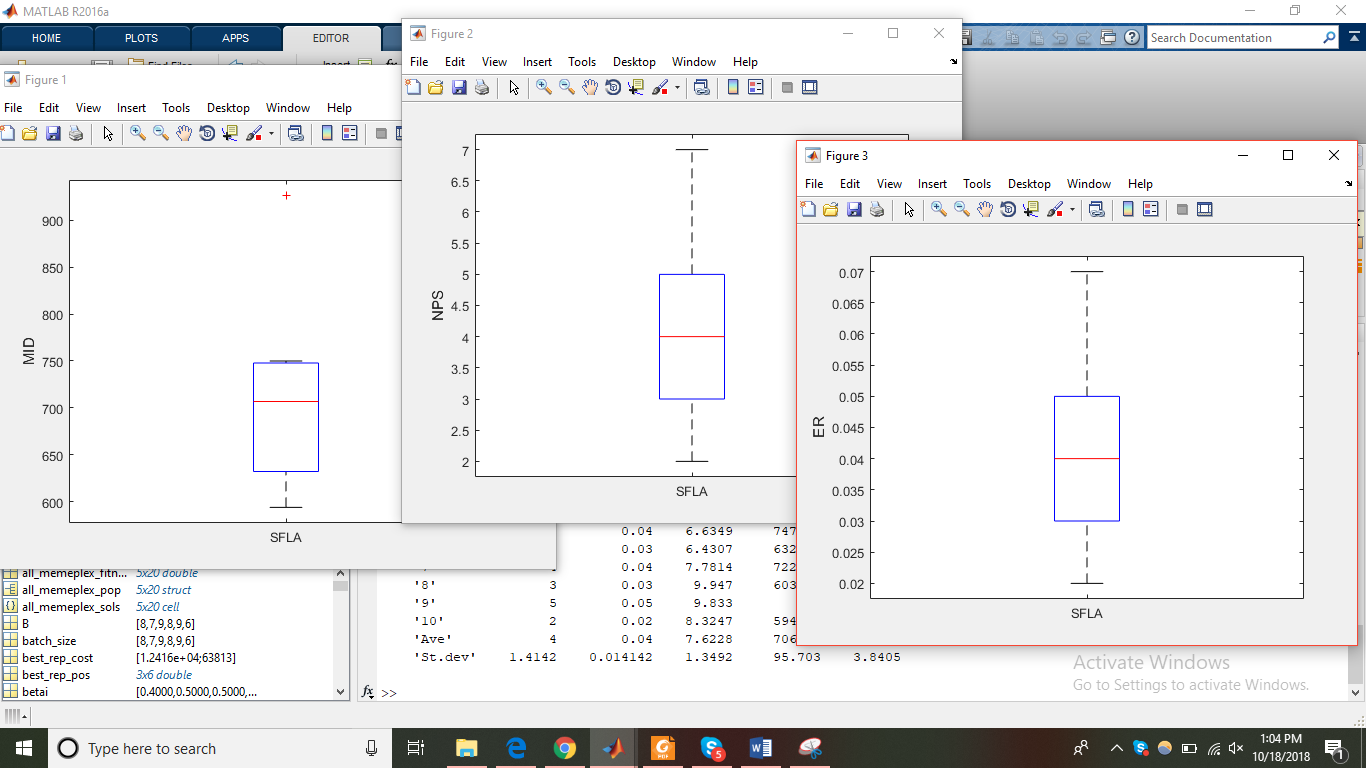 MATLAB R2016a
HOME PLOTS APPS EDITOR
Search Documentation
Find Files
Insert
fx
Figure 1
File Edit View Insert Tools Desktop Window Help
MID
900
850
800
750
700
650
600
SFLA
Figure 2
File Edit View Insert Tools Desktop Window Help
NPS
7
6.5
6
5.5
5
4.5
4
3.5
3
2.5
2
SFLA
Figure 3
File Edit View Insert Tools Desktop Window Help
ER
0.07
0.065
0.06
0.055
0.05
0.045
0.04
0.035
0.03
0.025
0.02
SFLA
0.04 6.6349 747
0.03 6.4307 632
0.04 7.7814 722
'8' 3 0.03 9.947 603
'9' 5 0.05 9.833
'10' 2 0.02 8.3247 594
'Ave' 4 0.04 7.6228 706
'St.dev' 1.4142 0.014142 1.3492 95.703 3.8405
fx >>
all_memeplex_fitn... 5x20 double
all_memeplex_pop 5x20 struct
all_memeplex_sols 5x20 cell
B [8,7,9,8,9,6]
batch_size [8,7,9,8,9,6]
best_rep_cost [1.2416e+04;63813]
best_rep_pos 3x6 double
betai [0.4000,0.5000,0.5000,...
Activate Windows
Go to Settings to activate Windows.
Type here to search
1:04 PM
10/18/2018